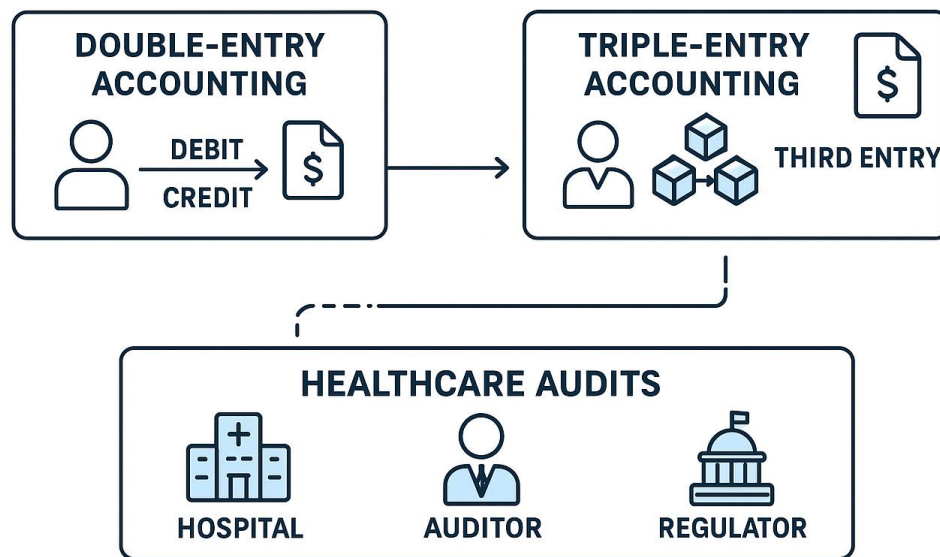 DOUBLE-ENTRY
ACCOUNTING
DEBIT
CREDIT
$
TRIPLE-ENTRY
ACCOUNTING
$
THIRD ENTRY
HEALTHCARE AUDITS
HOSPITAL
AUDITOR
REGULATOR